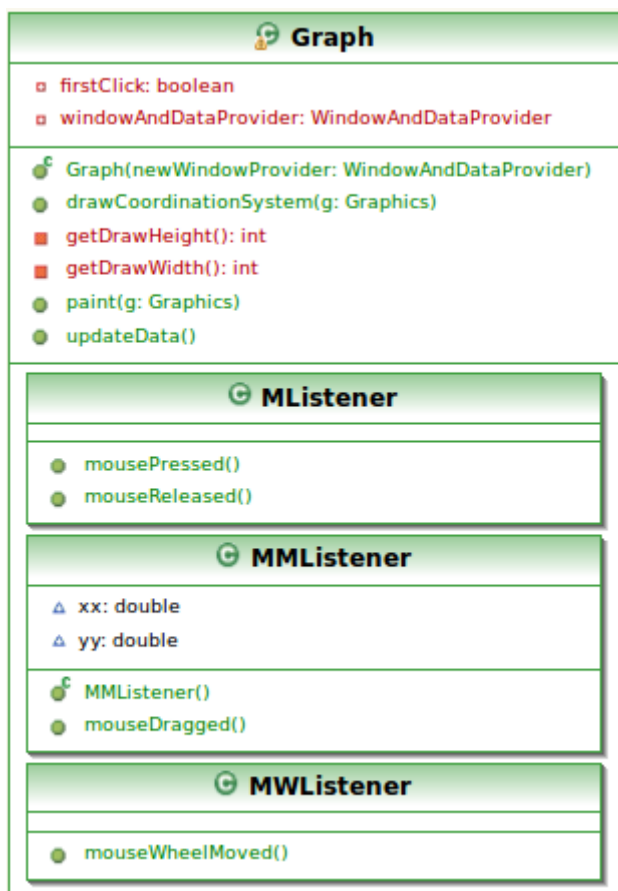 Graph
firstClick: boolean
windowAndDataProvider: WindowAndDataProvider
Graph(newWindowProvider: WindowAndDataProvider)
drawCoordinationSystem(g: Graphics)
getDrawHeight(): int
getDrawWidth(): int
paint(g: Graphics)
updateData()
MListener
mousePressed()
mouseReleased()
MMListener
xx: double
yy: double
MMListener()
mouseDragged()
MWListener
mouseWheelMoved()